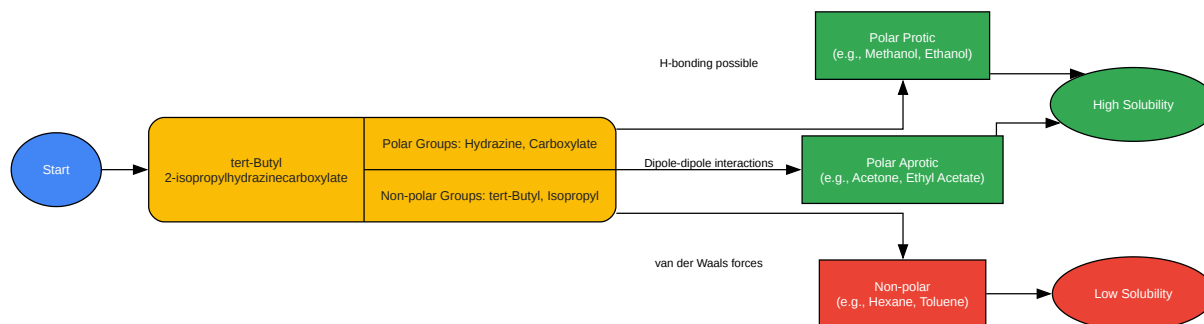 Start
tert-Butyl
2-isopropylhydrazinecarboxylate
Polar Groups: Hydrazine, Carboxylate
Non-polar Groups: tert-Butyl, Isopropyl
H-bonding possible
Dipole-dipole interactions
van der Waals forces
Polar Protic
(e.g., Methanol, Ethanol)
Polar Aprotic
(e.g., Acetone, Ethyl Acetate)
Non-polar
(e.g., Hexane, Toluene)
High Solubility
Low Solubility